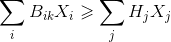 \sum_{i} B_{ik} X_i \geqslant \sum_{j} H_j X_j